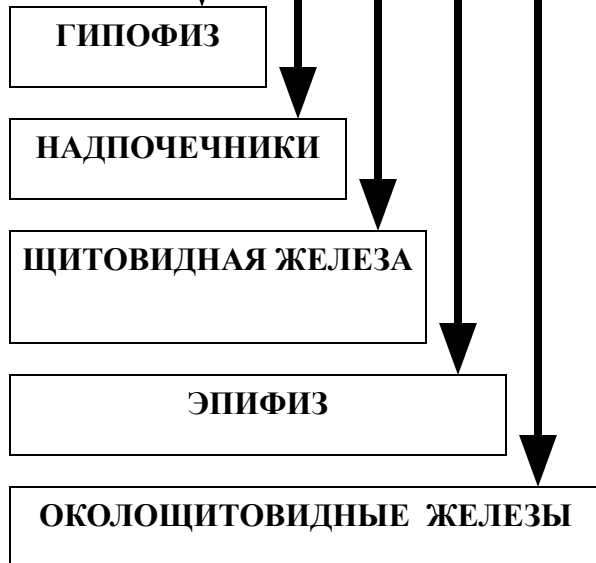 ГИПОФИЗ
НАДПОЧЕЧНИКИ
ЩИТОВИДНАЯ ЖЕЛЕЗА
ЭПИФИЗ
ОКОЛОЩИТОВИДНЫЕ ЖЕЛЕЗЫ